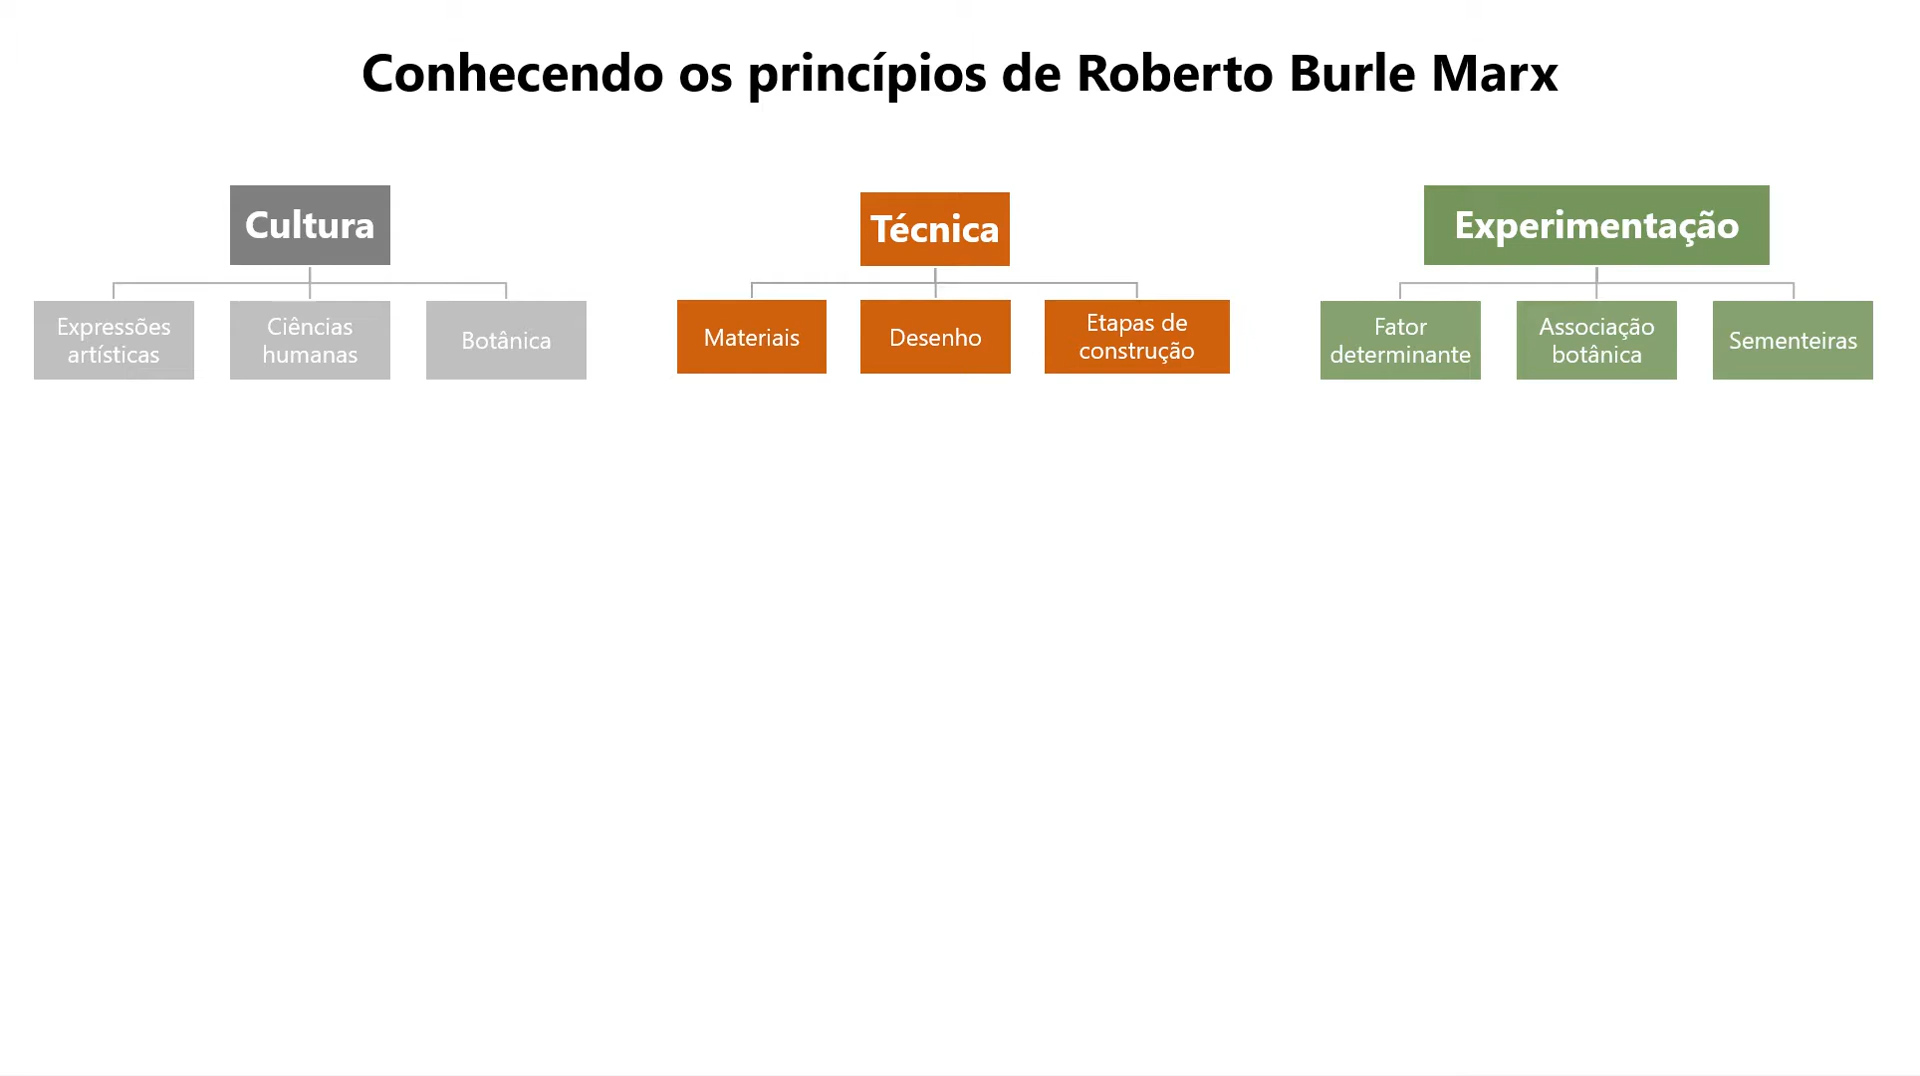 Conhecendo os princípios de Roberto Burle Marx
Cultura
Expressões
artísticas
Ciências
humanas
Botânica
Técnica
Materiais
Desenho
Etapas de
construção
Experimentação
Fator
determinante
Associação
botânica
Sementeiras